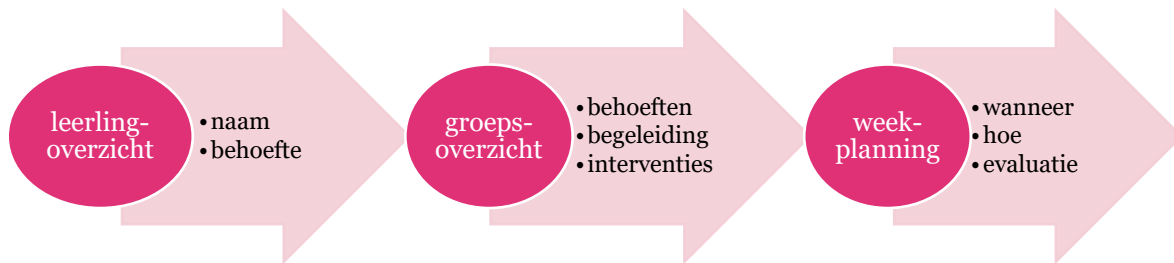 leerling-
overzicht
• naam
• behoefte
groeps-
overzicht
• behoeften
• begeleiding
• interventies
week-
planning
• wanneer
• hoe
• evaluatie